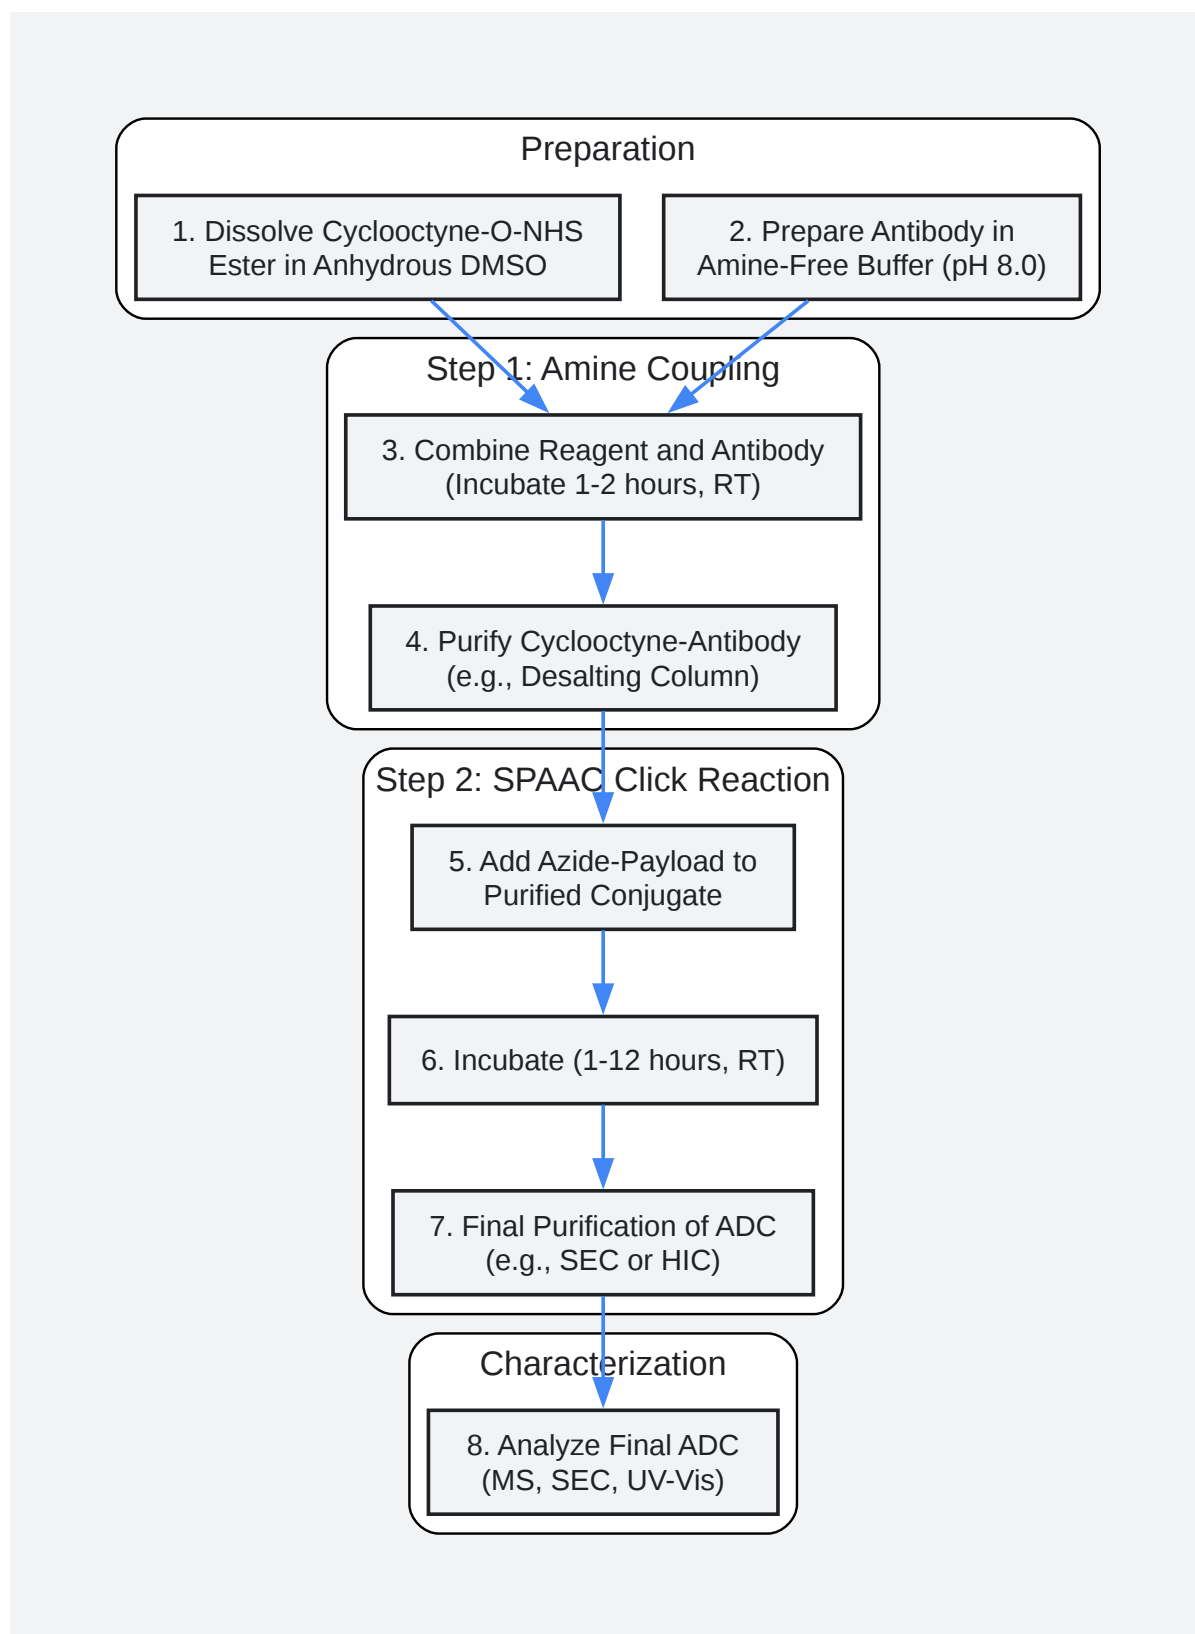 Preparation
1. Dissolve Cyclooctyne-O-NHS
Ester in Anhydrous DMSO
2. Prepare Antibody in
Amine-Free Buffer (pH 8.0)
Step 1: Amine Coupling
3. Combine Reagent and Antibody
(Incubate 1-2 hours, RT)
4. Purify Cyclooctyne-Antibody
(e.g., Desalting Column)
Step 2: SPAAC Click Reaction
5. Add Azide-Payload to
Purified Conjugate
6. Incubate (1-12 hours, RT)
7. Final Purification of ADC
(e.g., SEC or HIC)
Characterization
8. Analyze Final ADC
(MS, SEC, UV-Vis)